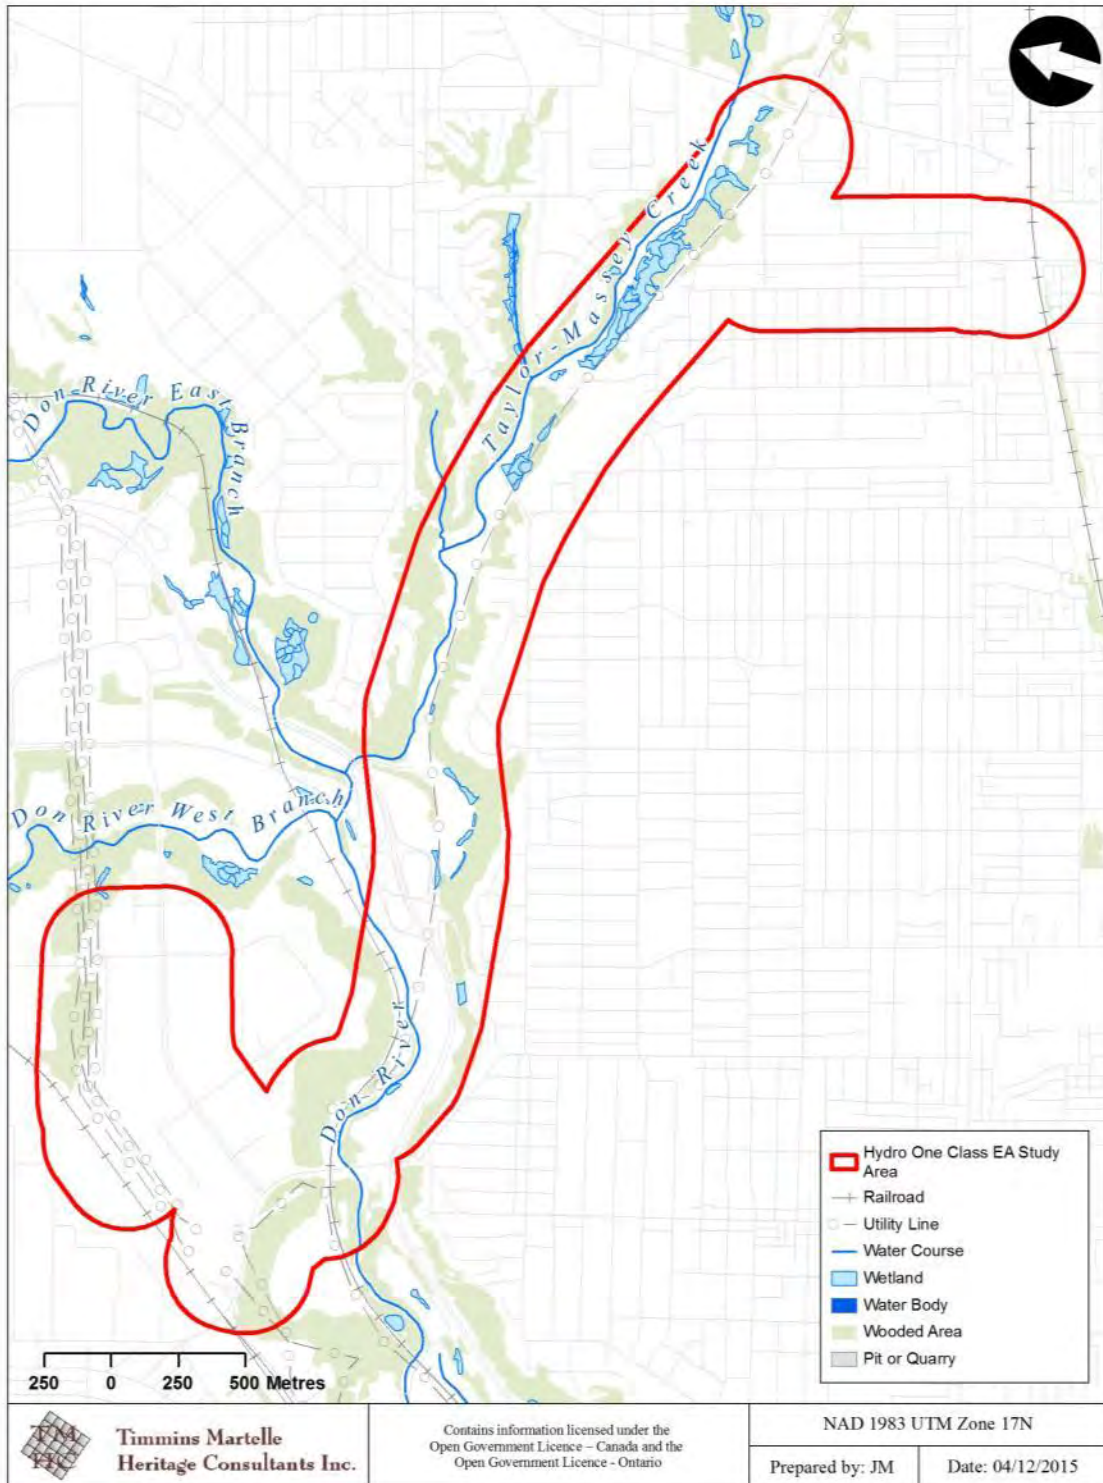 Taylor-Massey Creek
Don River East Branch
Don River West Branch
Don River
Hydro One Class EA Study
Area
Railroad
Utility Line
Water Course
Wetland
Water Body
Wooded Area
Pit or Quarry
250 0 250 500 Metres
TM
HC
Timmins Martelle
Heritage Consultants Inc.
Contains information licensed under the
Open Government Licence – Canada and the
Open Government Licence - Ontario
NAD 1983 UTM Zone 17N
Prepared by: JM
Date: 04/12/2015